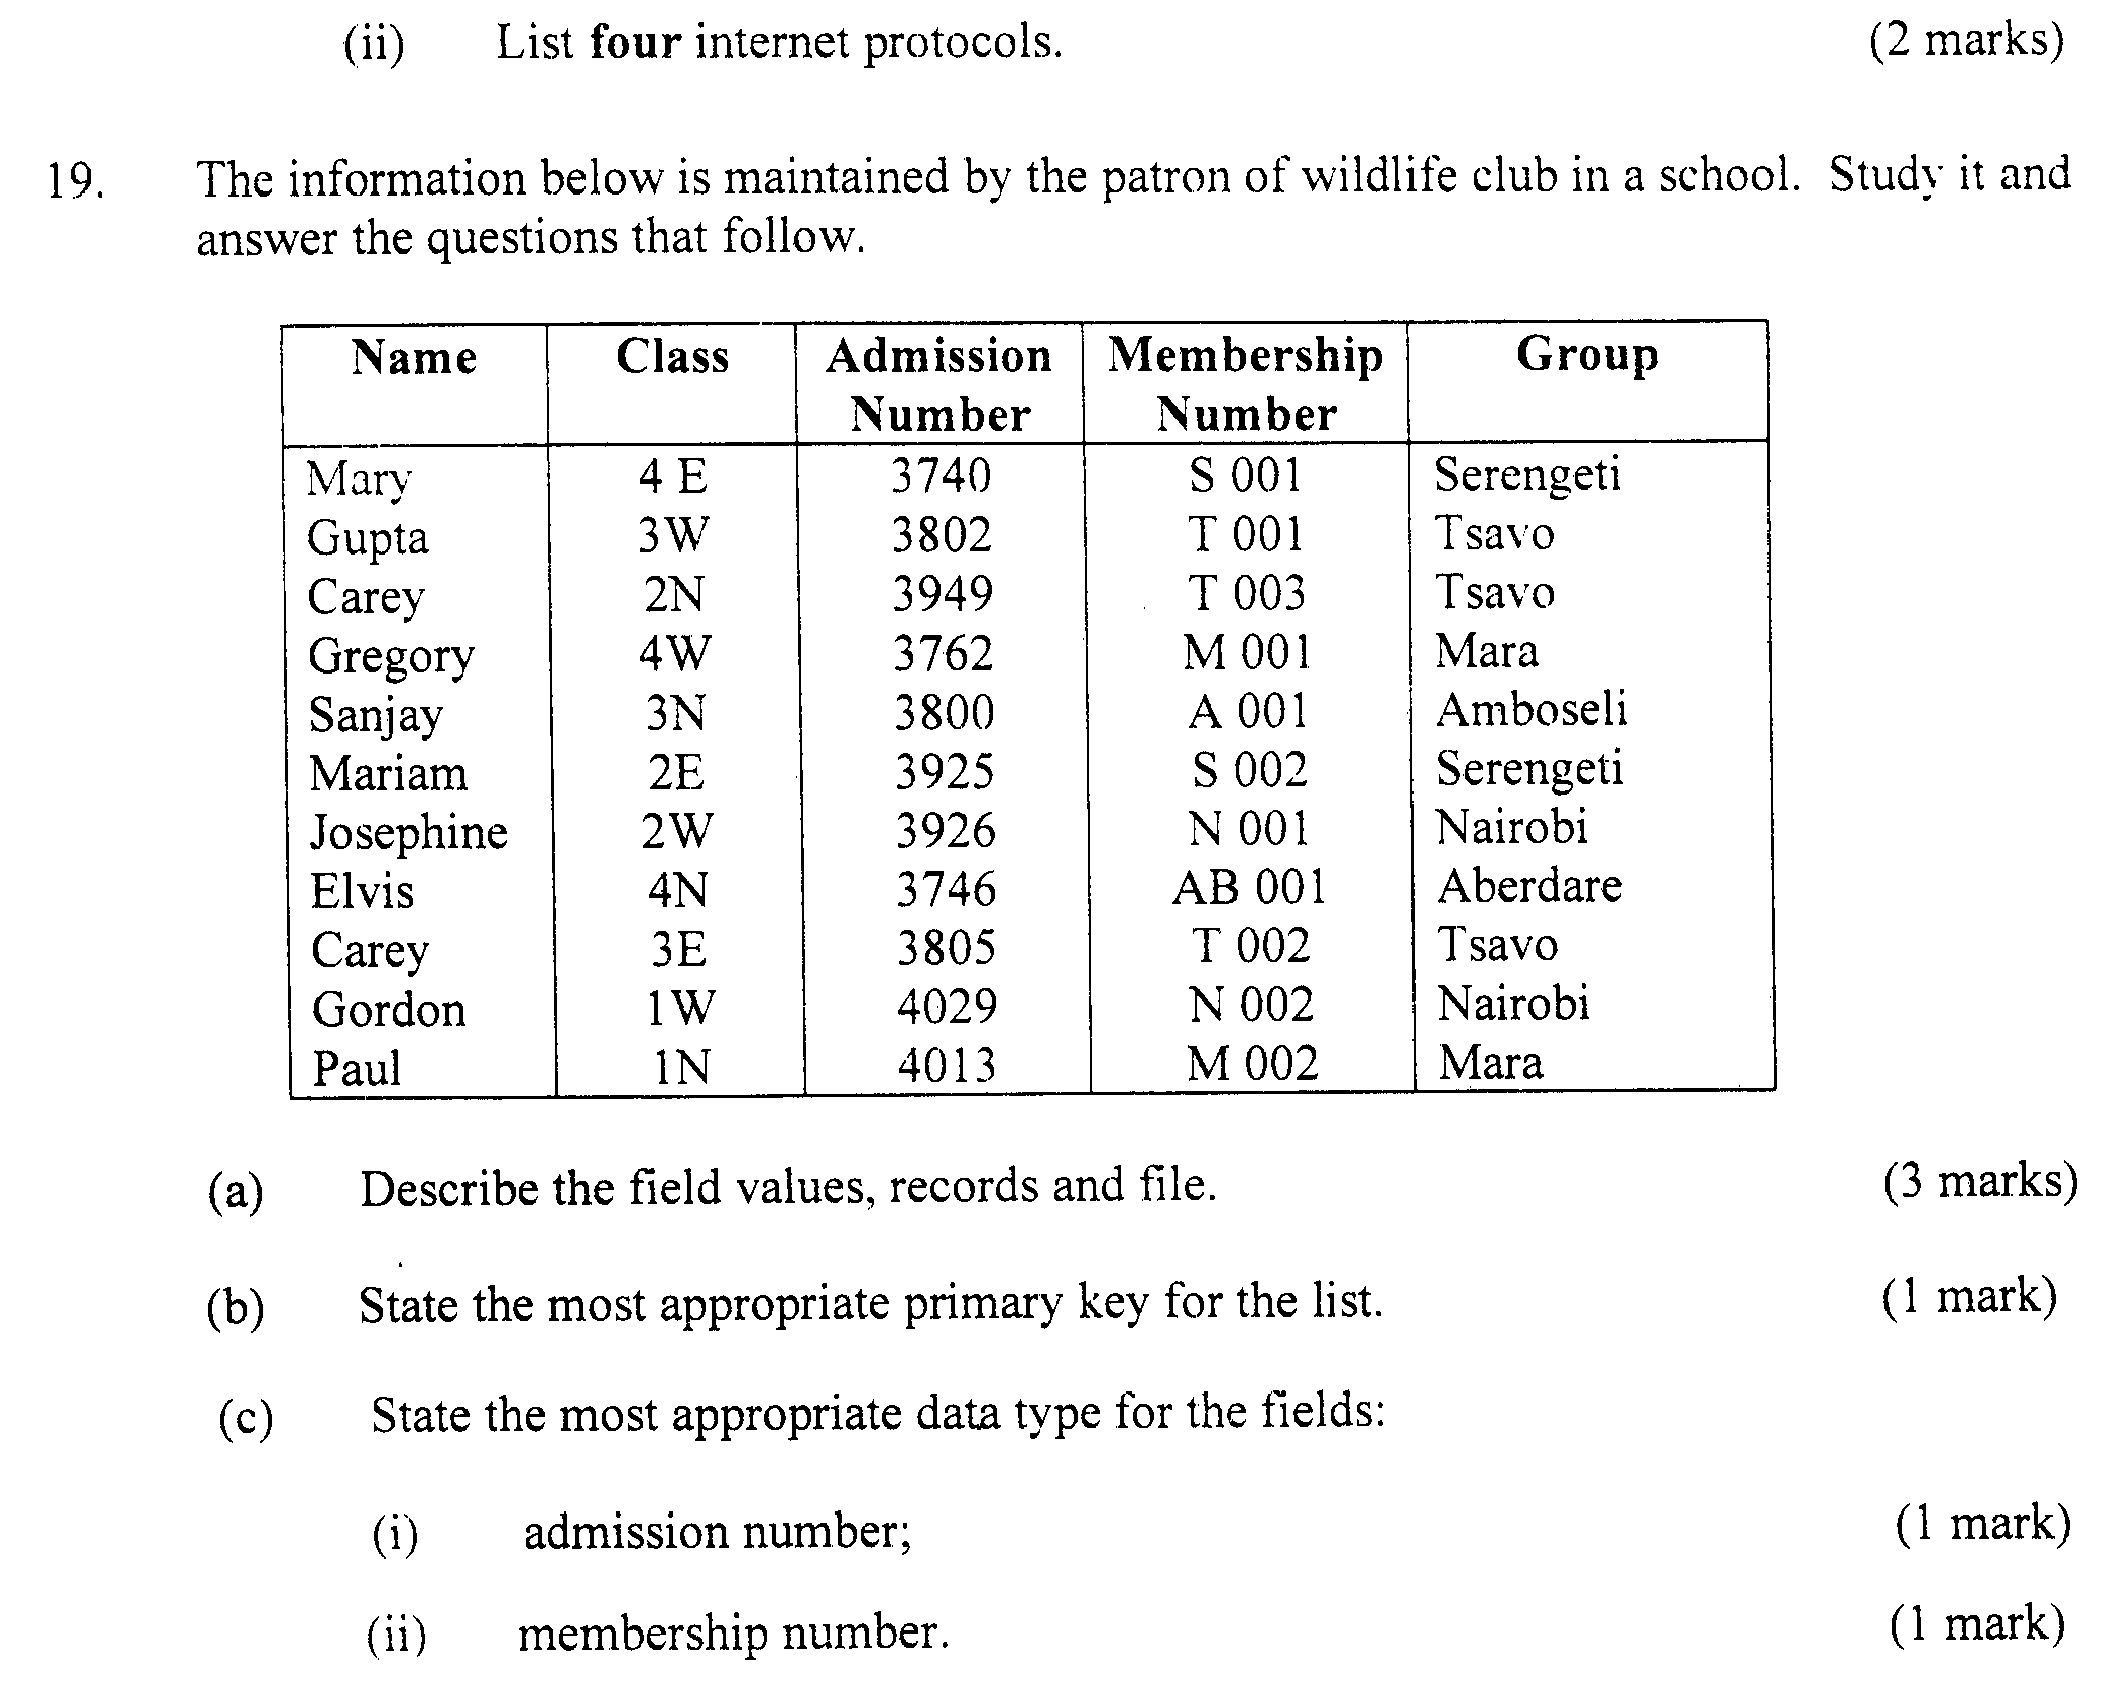 (ii) List four internet protocols. (2 marks)
19. The information below is maintained by the patron of wildlife club in a school. Study it and
answer the questions that follow.
Name Class Admission Number Membership Number Group
Mary 4 E 3740 S 001 Serengeti
Gupta 3W 3802 T 001 Tsavo
Carey 2N 3949 T 003 Tsavo
Gregory 4W 3762 M 001 Mara
Sanjay 3N 3800 A 001 Amboseli
Mariam 2E 3925 S 002 Serengeti
Josephine 2W 3926 N 001 Nairobi
Elvis 4N 3746 AB 001 Aberdare
Carey 3E 3805 T 002 Tsavo
Gordon 1W 4029 N 002 Nairobi
Paul 1N 4013 M 002 Mara
(a) Describe the field values, records and file. (3 marks)
(b) State the most appropriate primary key for the list. (1 mark)
(c) State the most appropriate data type for the fields:
(i) admission number; (1 mark)
(ii) membership number. (1 mark)